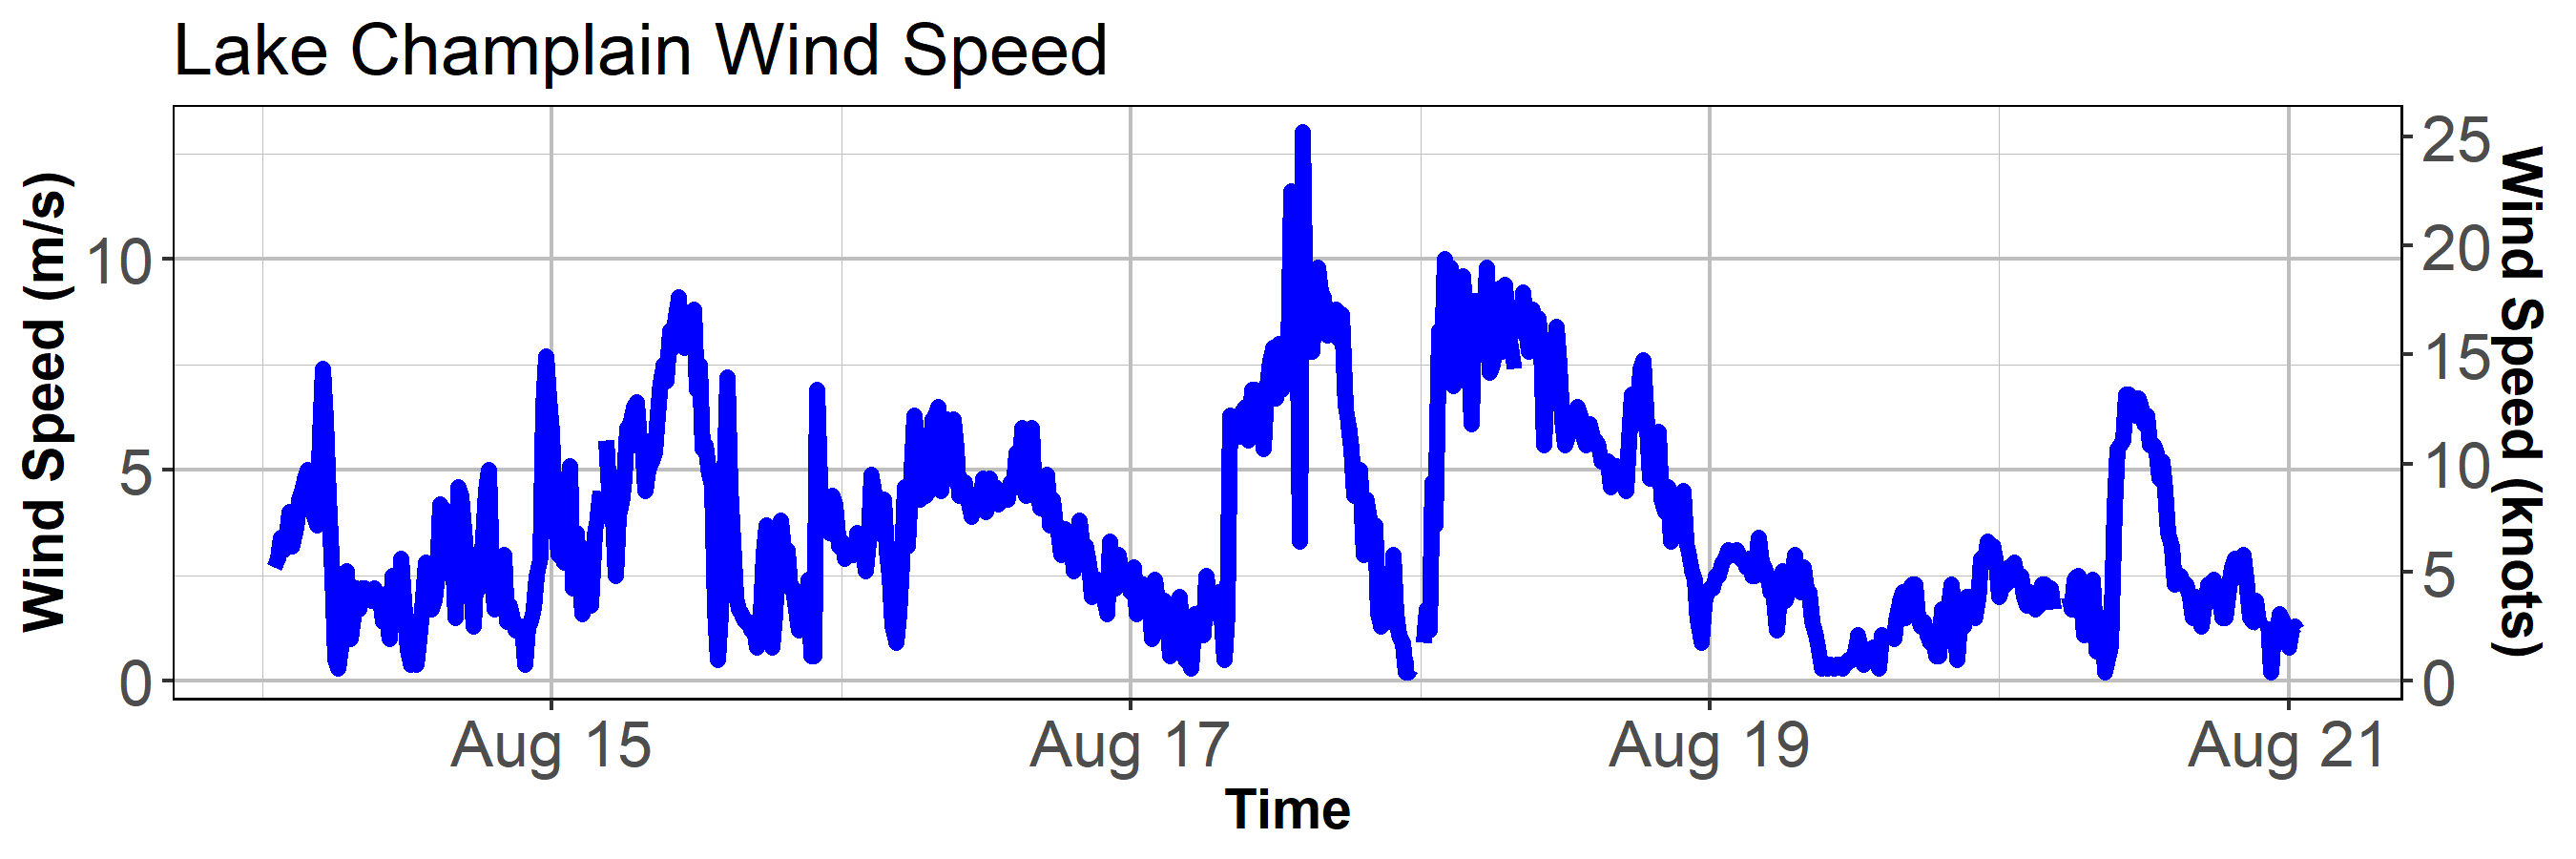 Lake Champlain Wind Speed
Wind Speed (m/s)
10
5
0
25
20
15
10
5
0
Wind Speed (knots)
Aug 15
Aug 17
Aug 19
Aug 21
Time